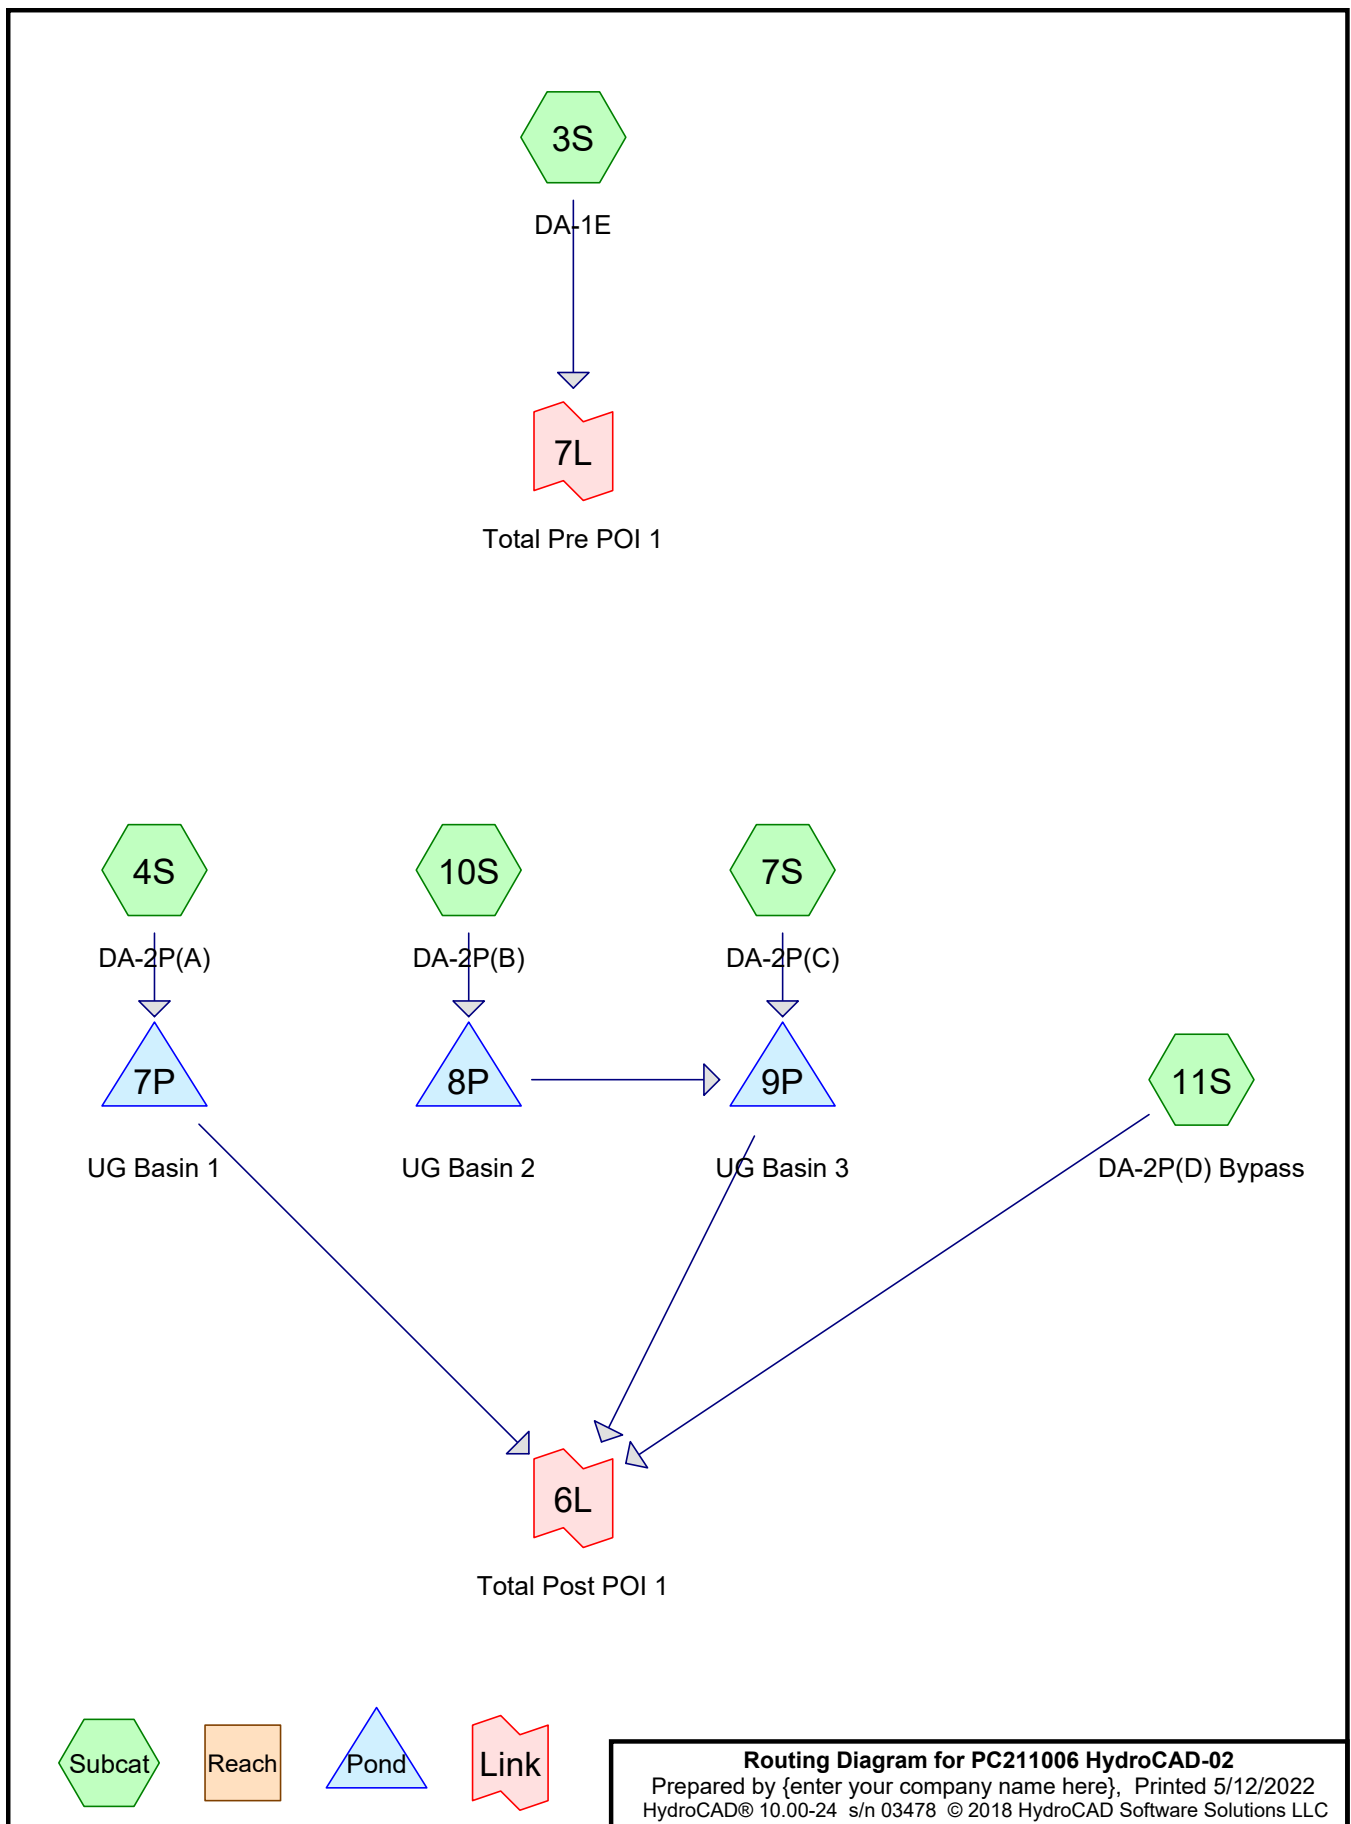 3S
DA-1E
7L
Total Pre POI 1
4S
10S
7S
DA-2P(A)
DA-2P(B)
DA-2P(C)
7P
8P
9P
11S
UG Basin 1
UG Basin 2
UG Basin 3
DA-2P(D) Bypass
6L
Total Post POI 1
Subcat
Reach
Pond
Link
Routing Diagram for PC211006 HydroCAD-02
Prepared by {enter your company name here}, Printed 5/12/2022
HydroCAD® 10.00-24 s/n 03478 © 2018 HydroCAD Software Solutions LLC